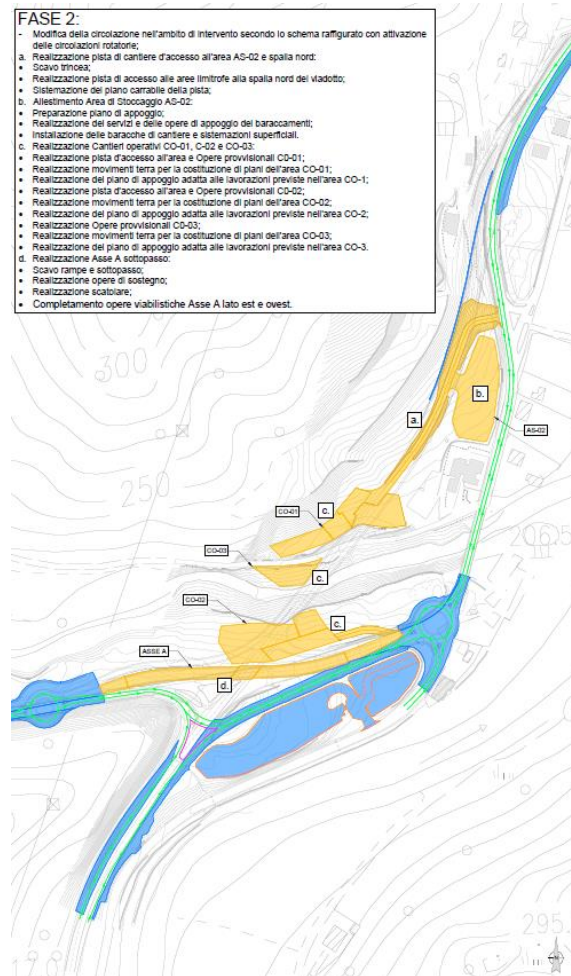 FASE 2:
- Modifica della circolazione nell'ambito di intervento secondo lo schema raffigurato con attivazione
delle circolazioni rotatorie;
a. Realizzazione pista di cantiere d'accesso all'area AS-02 e spalla nord:
• Scavo trincea;
• Realizzazione pista di accesso alle aree limitrofe alla spalla nord del viadotto;
• Sistemazione del piano carrabile della pista;
b. Allestimento Area di Stoccaggio AS-02:
• Preparazione piano di appoggio;
• Realizzazione dei servizi e delle opere di appoggio dei baraccamenti;
• Installazione delle baracche di cantiere e sistemazioni superficiali.
c. Realizzazione Cantieri operativi CO-01, C-02 e CO-03:
• Realizzazione pista d'accesso all'area e Opere provvisionali C0-01;
• Realizzazione movimenti terra per la costituzione di piani dell'area CO-01;
• Realizzazione del piano di appoggio adatta alle lavorazioni previste nell'area CO-1;
• Realizzazione pista d'accesso all'area e Opere provvisionali C0-02;
• Realizzazione movimenti terra per la costituzione di piani dell'area CO-02;
• Realizzazione del piano di appoggio adatta alle lavorazioni previste nell'area CO-2;
• Realizzazione Opere provvisionali C0-03;
• Realizzazione movimenti terra per la costituzione di piani dell'area CO-03;
• Realizzazione del piano di appoggio adatta alle lavorazioni previste nell'area CO-3.
d. Realizzazione Asse A sottopasso:
• Scavo rampe e sottopasso;
• Realizzazione opere di sostegno;
• Realizzazione scatolare;
• Completamento opere viabilistiche Asse A lato est e ovest.
300
a.
b.
AS-02
250
CO-01
c.
206.5
CO-03
c.
CO-02
c.
ASSE A
d.
295.